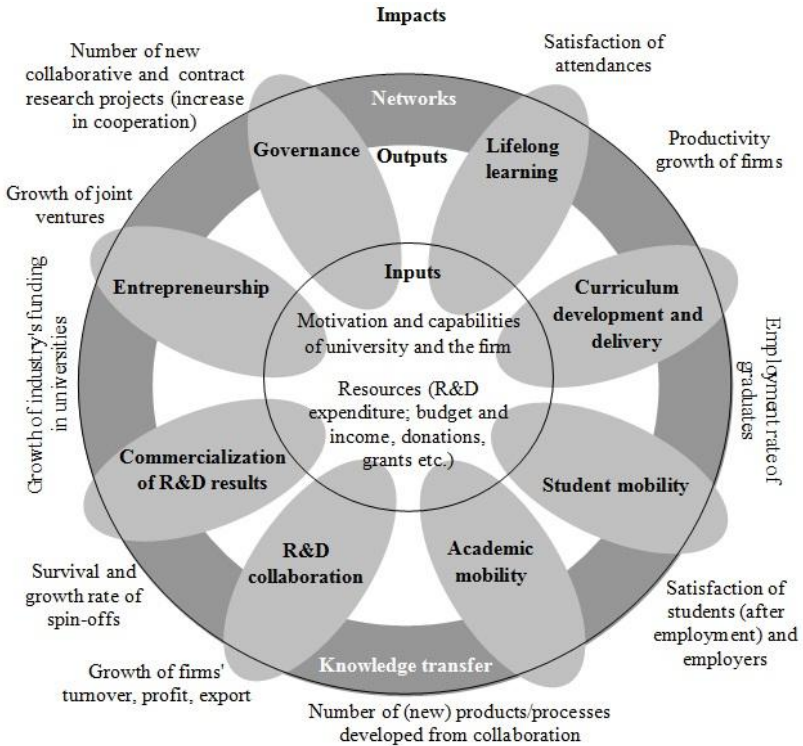 Impacts
Number of new
collaborative and contract
research projects (increase
in cooperation)
Satisfaction of
attendances
Networks
Governance
Outputs
Lifelong
learning
Productivity
growth of firms
Growth of joint
ventures
Entrepreneurship
Inputs
Curriculum
development and
delivery
Motivation and capabilities
of university and the firm
Growth of industry's funding
in universities
Employment rate of
graduates
Resources (R&D
expenditure; budget and
income, donations,
grants etc.)
Commercialization
of R&D results
Student mobility
R&D
collaboration
Academic
mobility
Survival and
growth rate of
spin-offs
Satisfaction of
students (after
employment) and
employers
Knowledge transfer
Growth of firms'
turnover, profit, export
Number of (new) products/processes
developed from collaboration